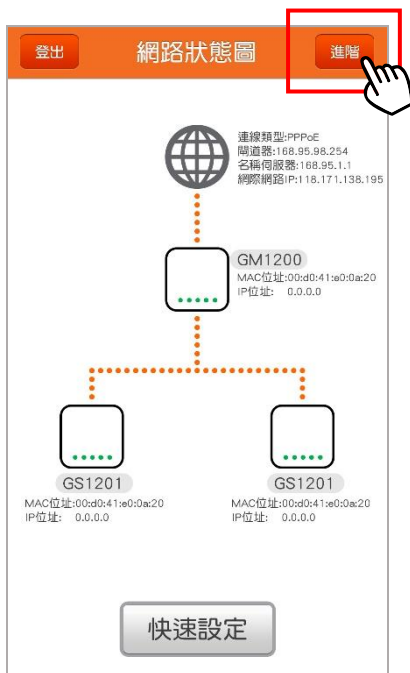 登出
網路狀態圖
進階
連線類型:PPPoE
閘道器:168.95.98.254
名稱伺服器:168.95.1.1
網際網路IP:118.171.138.195
GM1200
MAC位址:00:d0:41:e0:0a:20
IP位址: 0.0.0.0
GS1201
MAC位址:00:d0:41:e0:0a:20
IP位址: 0.0.0.0
GS1201
MAC位址:00:d0:41:e0:0a:20
IP位址: 0.0.0.0
快速設定